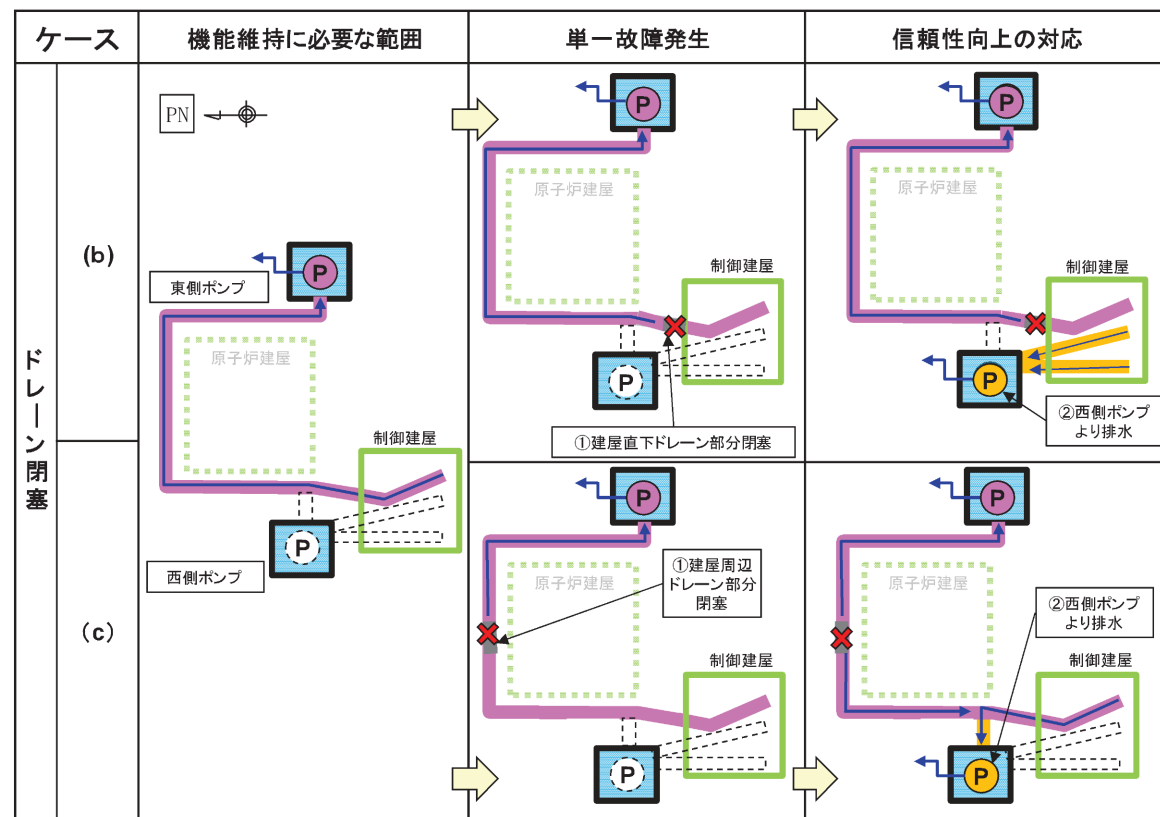 ケース
機能維持に必要な範囲
単一故障発生
信頼性向上の対応
ドレーン閉塞
(b)
PN
P
東側ポンプ
原子炉建屋
制御建屋
P
西側ポンプ
P
原子炉建屋
制御建屋
P
①建屋直下ドレーン部分閉塞
P
原子炉建屋
制御建屋
P
②西側ポンプ
より排水
(c)
P
①建屋周辺
ドレーン部分
閉塞
原子炉建屋
制御建屋
P
P
原子炉建屋
②西側ポンプ
より排水
制御建屋
P